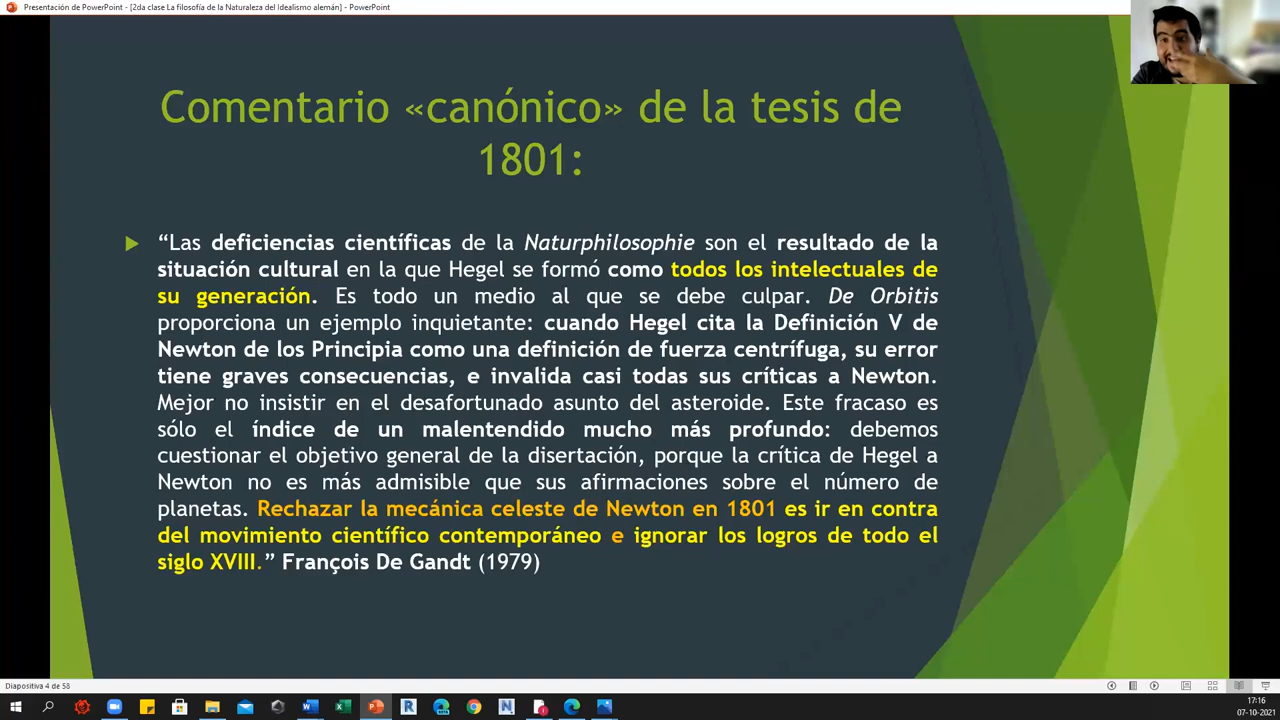 Presentación de PowerPoint - [2da clase La filosofía de la Naturaleza del Idealismo alemán] - PowerPoint
Comentario «canónico» de la tesis de
1801:
“Las deficiencias científicas de la Naturphilosophie son el resultado de la
situación cultural en la que Hegel se formó como todos los intelectuales de
su generación. Es todo un medio al que se debe culpar. De Orbitis
proporciona un ejemplo inquietante: cuando Hegel cita la Definición V de
Newton de los Principia como una definición de fuerza centrífuga, su error
tiene graves consecuencias, e invalida casi todas sus críticas a Newton.
Mejor no insistir en el desafortunado asunto del asteroide. Este fracaso es
sólo el índice de un malentendido mucho más profundo: debemos
cuestionar el objetivo general de la disertación, porque la crítica de Hegel a
Newton no es más admisible que sus afirmaciones sobre el número de
planetas. Rechazar la mecánica celeste de Newton en 1801 es ir en contra
del movimiento científico contemporáneo e ignorar los logros de todo el
siglo XVIII.” François De Gandt (1979)
Diapositiva 4 de 58
17:16
07-10-2021